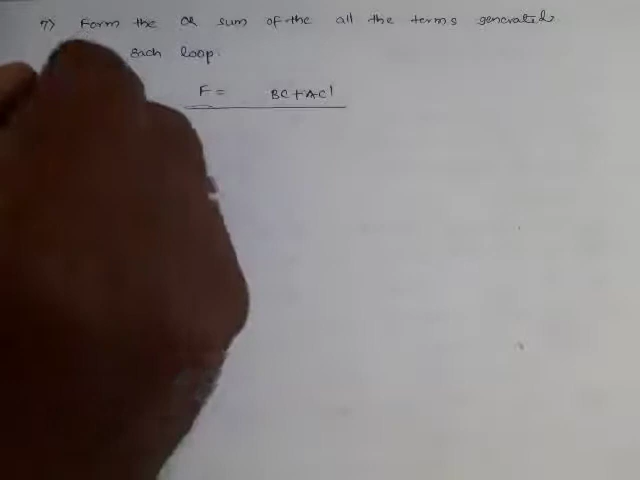 7) Form the OR sum of the all the terms generated
each loop.
F = BC+AC'